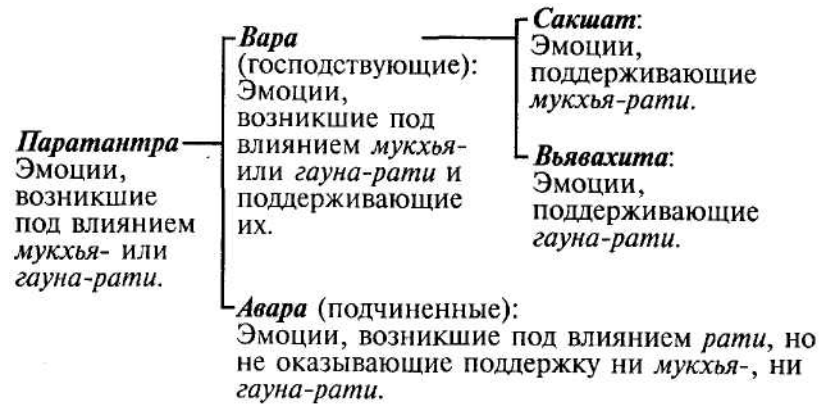 Паратантра
Эмоции,
возникшие
под влиянием
мукхья- или
гауна-рати.
Вара
(господствующие):
Эмоции,
возникшие под
влиянием мукхья-
или гауна-рати и
поддерживающие
их.
Сакшат:
Эмоции,
поддерживающие
мукхья-рати.
Вьявахита:
Эмоции,
поддерживающие
гауна-рати.
Авара (подчиненные):
Эмоции, возникшие под влиянием рати, но
не оказывающие поддержку ни мукхья-, ни
гауна-рати.